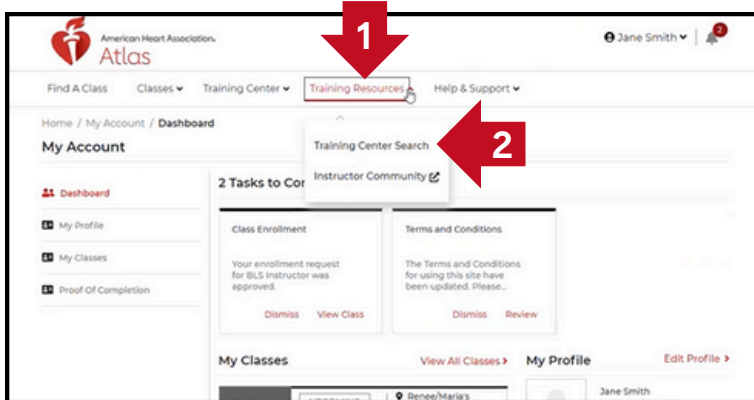 American Heart Association.
Atlas
1
Jane Smith
2
Find A Class Classes Training Center Training Resources Help & Support
Home / My Account / Dashboard
My Account
Training Center Search
2
Instructor Community
Dashboard
My Profile
My Classes
Proof Of Completion
2 Tasks to Co
Class Enrollment
Your enrollment request
for BLS Instructor was
approved.
Dismiss View Class
Terms and Conditions
The Terms and Conditions
for using this site have
been updated. Please...
Dismiss Review
My Classes View All Classes
My Profile Edit Profile
Renee/Maria's
Jane Smith